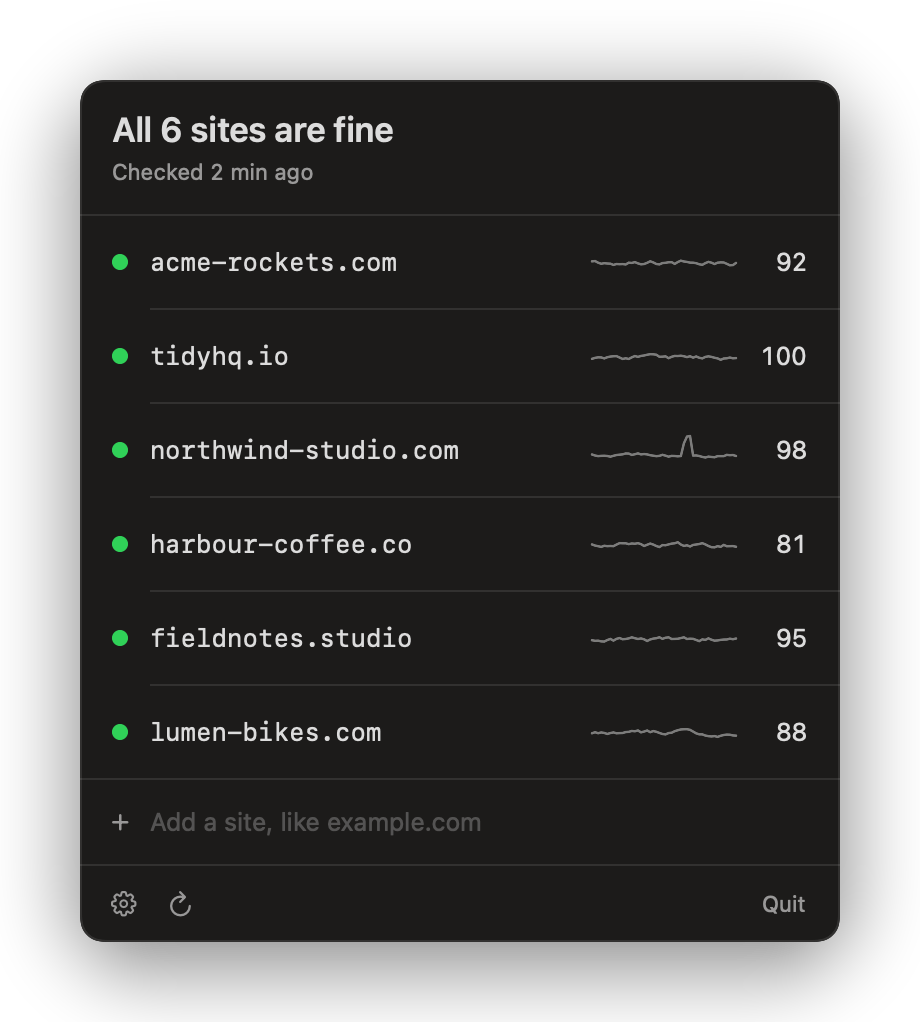 All 6 sites are fine
Checked 2 min ago
acme-rockets.com 92
tidyhq.io 100
northwind-studio.com 98
harbour-coffee.co 81
fieldnotes.studio 95
lumen-bikes.com 88
+ Add a site, like example.com
Quit